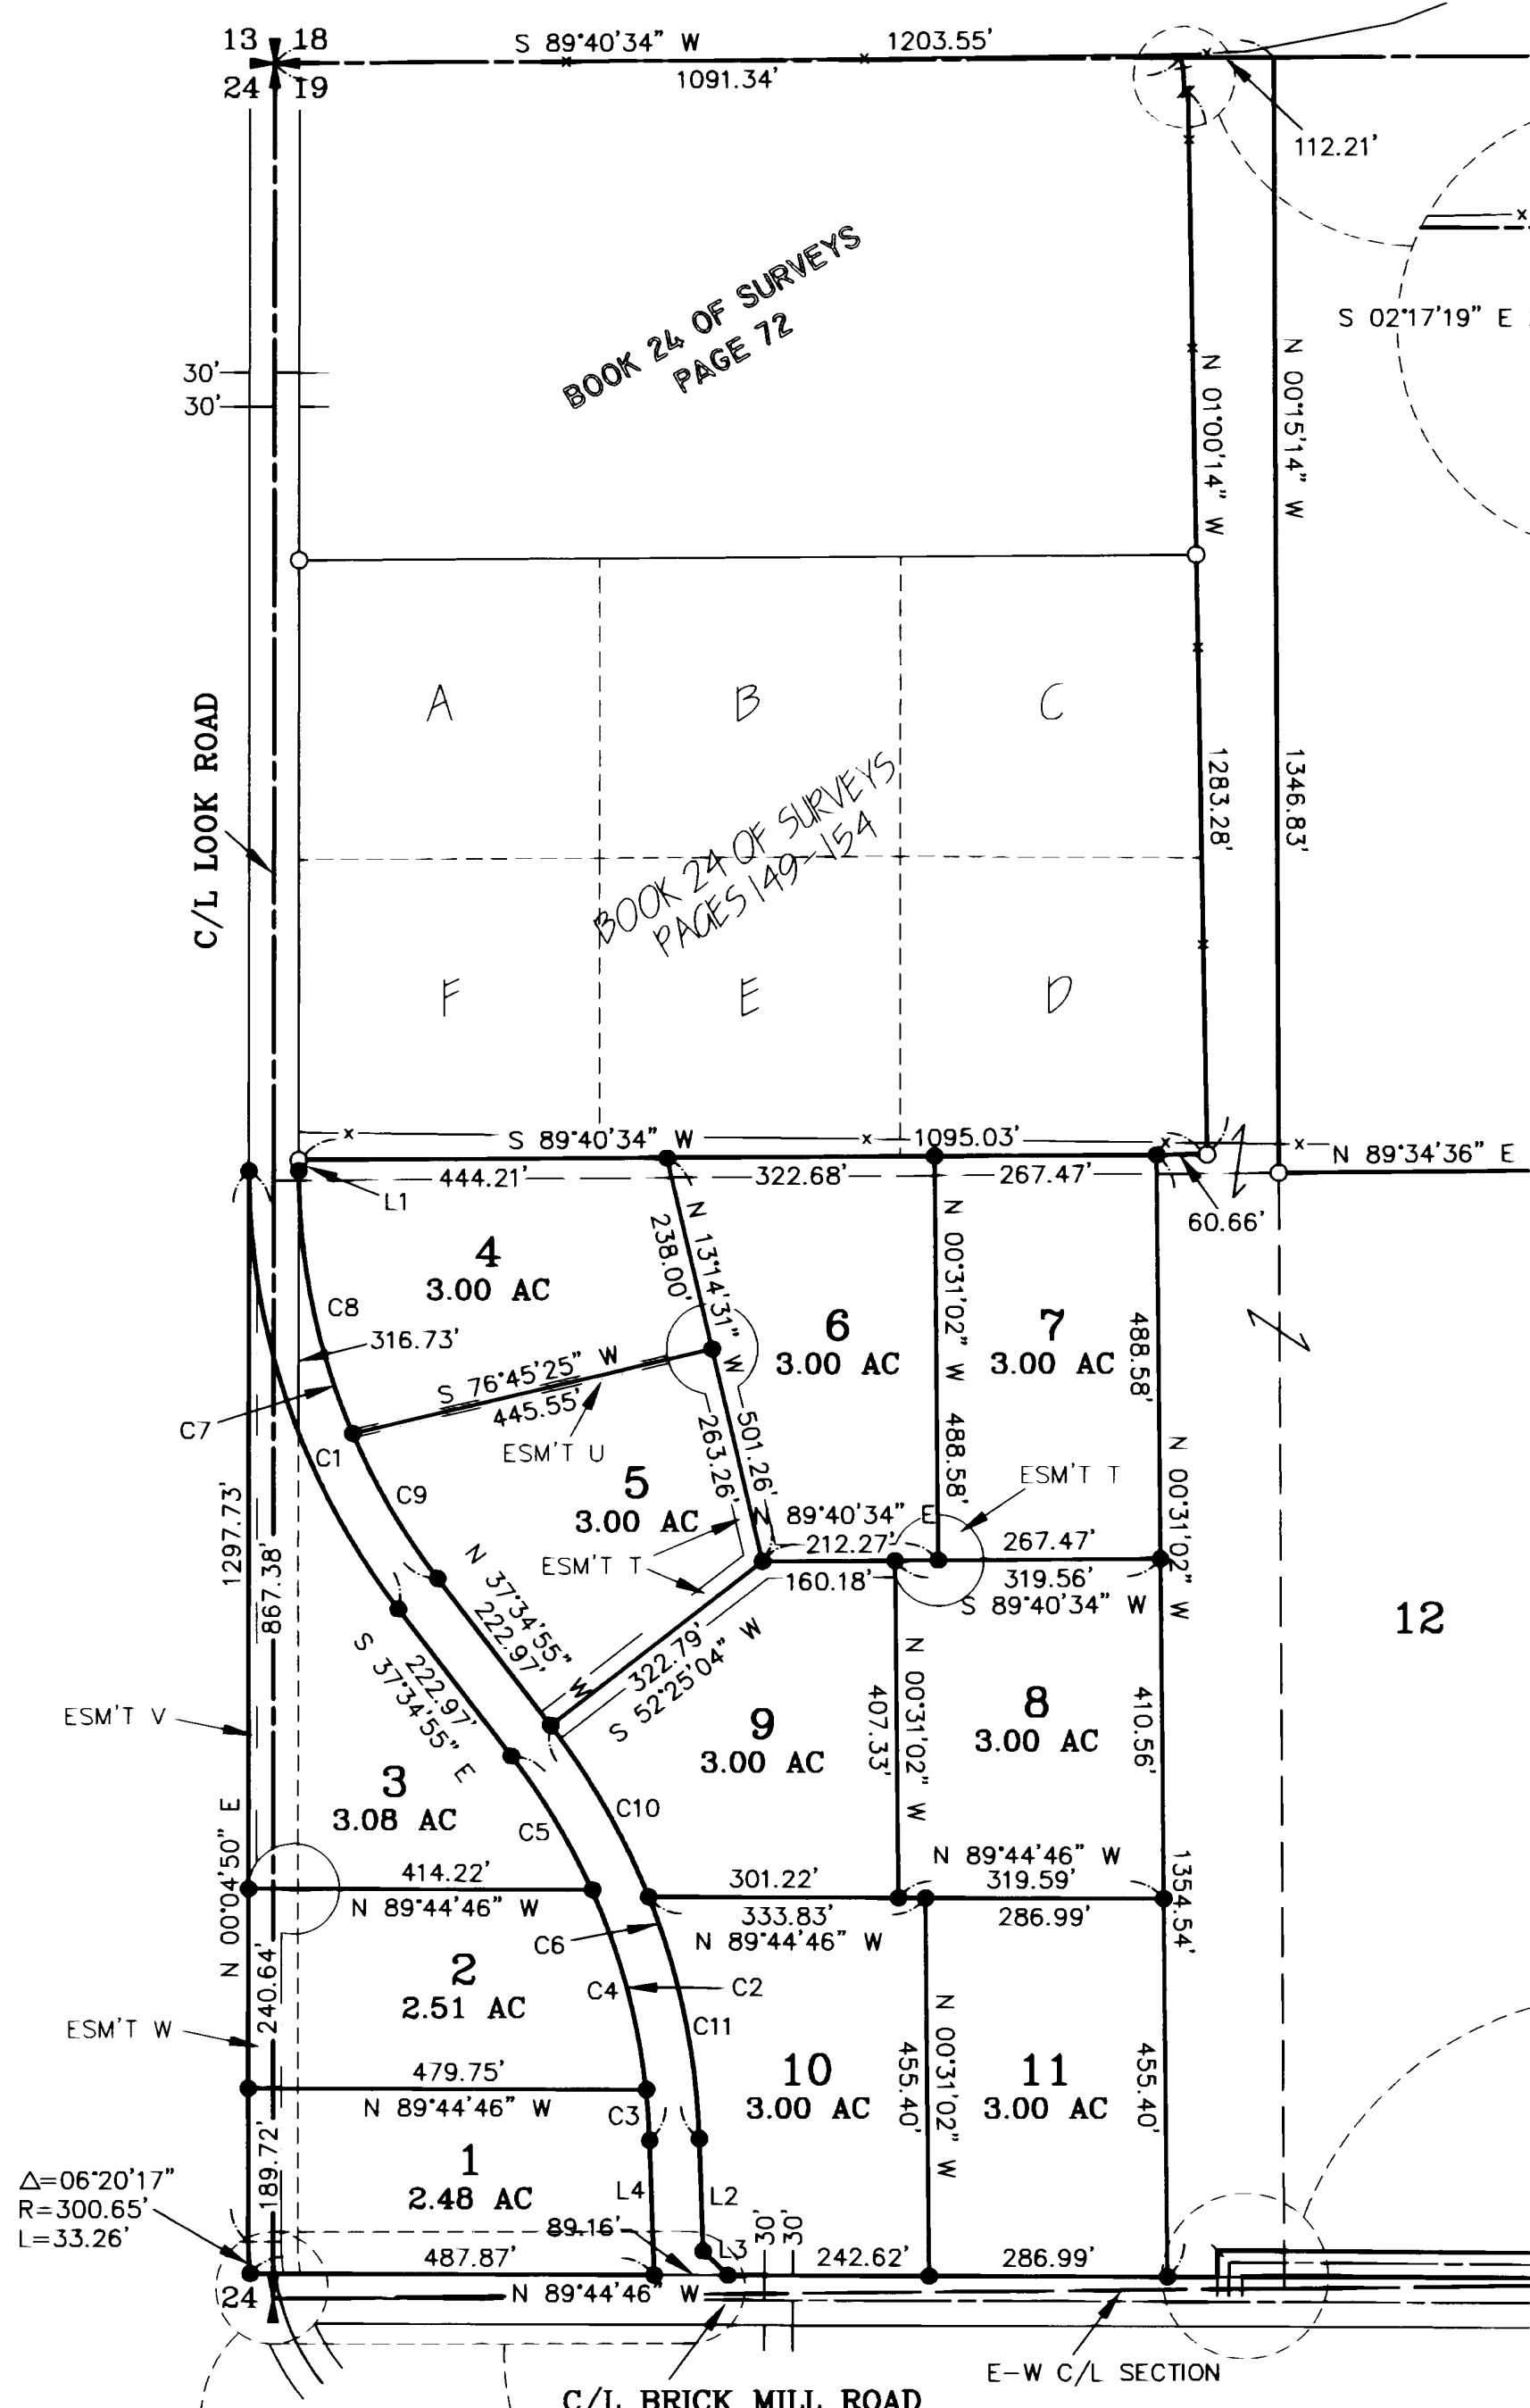 13 18
24 19
S 89°40'34" W
1203.55'
1091.34'
112.21'
S 02°17'19" E
BOOK 24 OF SURVEYS
PAGE 72
30'
30'
N 01°00'14" W
N 00°15'14" W
1283.28'
1346.83'
C/L LOOK ROAD
A
B
C
BOOK 24 OF SURVEYS
PAGES 149-154
F
E
D
S 89°40'34" W
1095.03'
N 89°34'36" E
444.21'
322.68'
267.47'
L1
60.66'
4
3.00 AC
N 13°14'31" W
238.00'
C8
316.73'
6
3.00 AC
N 00°31'02" W
488.58'
7
3.00 AC
488.58'
S 76°45'25" W
445.55'
ESM'T U
C7
C1
C9
5
3.00 AC
263.26'
501.26'
ESM'T T
N 89°40'34" E
212.27'
267.47'
ESM'T T
160.18'
319.56'
S 89°40'34" W
N 00°31'02" W
1297.73'
867.38'
N 37°34'55" W
222.97'
322.79'
S 52°25'04" W
222.97'
S 37°34'55" E
12
ESM'T V
9
3.00 AC
407.33'
N 00°31'02" W
8
3.00 AC
410.56'
3
3.08 AC
C5
C10
N 00°04'50" E
414.22'
N 89°44'46" W
301.22'
333.83'
N 89°44'46" W
N 89°44'46" W
319.59'
286.99'
1354.54'
C6
C4
C2
C11
2
2.51 AC
240.64'
ESM'T W
479.75'
N 89°44'46" W
C3
10
3.00 AC
455.40'
N 00°31'02" W
11
3.00 AC
455.40'
1
2.48 AC
189.72'
L4
L2
L3
89.16'
30'
30'
Δ=06°20'17"
R=300.65'
L=33.26'
487.87'
242.62'
286.99'
24
N 89°44'46" W
E-W C/L SECTION
C/L BRICK MILL ROAD